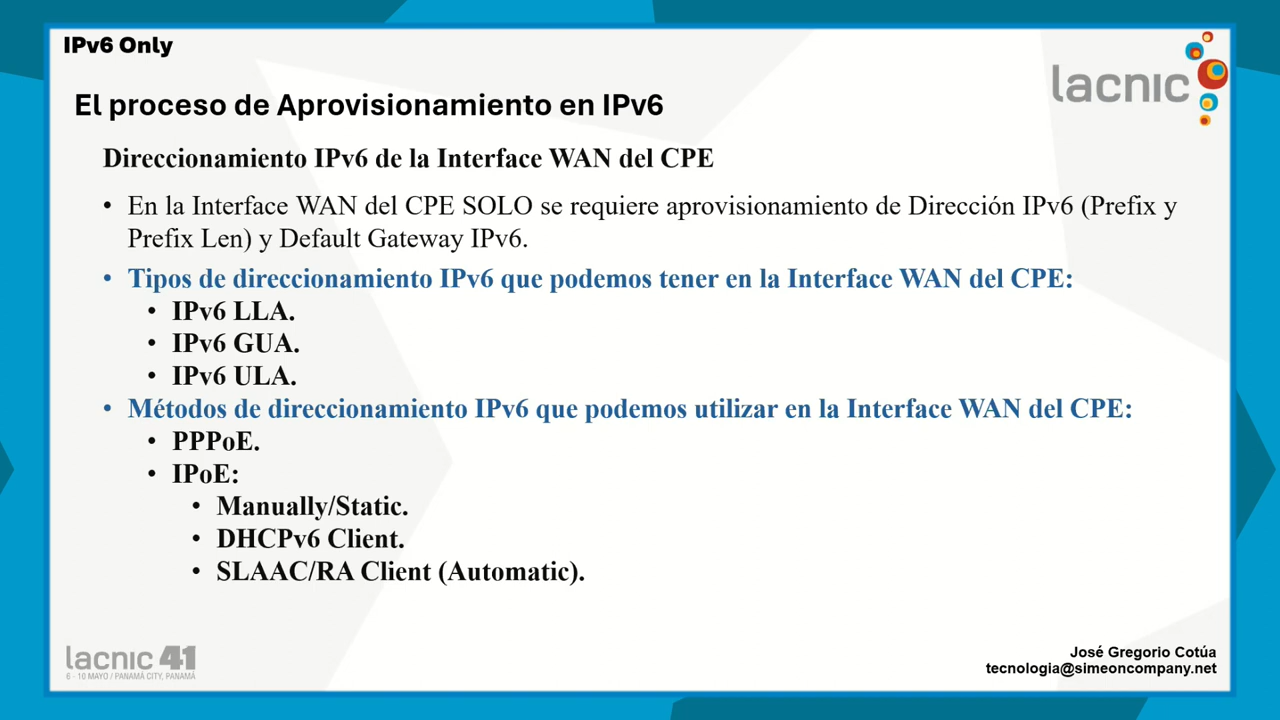 IPv6 Only
lacnic
El proceso de Aprovisionamiento en IPv6
Direccionamiento IPv6 de la Interface WAN del CPE
• En la Interface WAN del CPE SOLO se requiere aprovisionamiento de Dirección IPv6 (Prefix y
Prefix Len) y Default Gateway IPv6.
• Tipos de direccionamiento IPv6 que podemos tener en la Interface WAN del CPE:
• IPv6 LLA.
• IPv6 GUA.
• IPv6 ULA.
• Métodos de direccionamiento IPv6 que podemos utilizar en la Interface WAN del CPE:
• PPPoE.
• IPoE:
• Manually/Static.
• DHCPv6 Client.
• SLAAC/RA Client (Automatic).
lacnic 41
6 - 10 MAYO / PANAMÁ CITY, PANAMÁ
José Gregorio Cotúa
tecnologia@simeoncompany.net